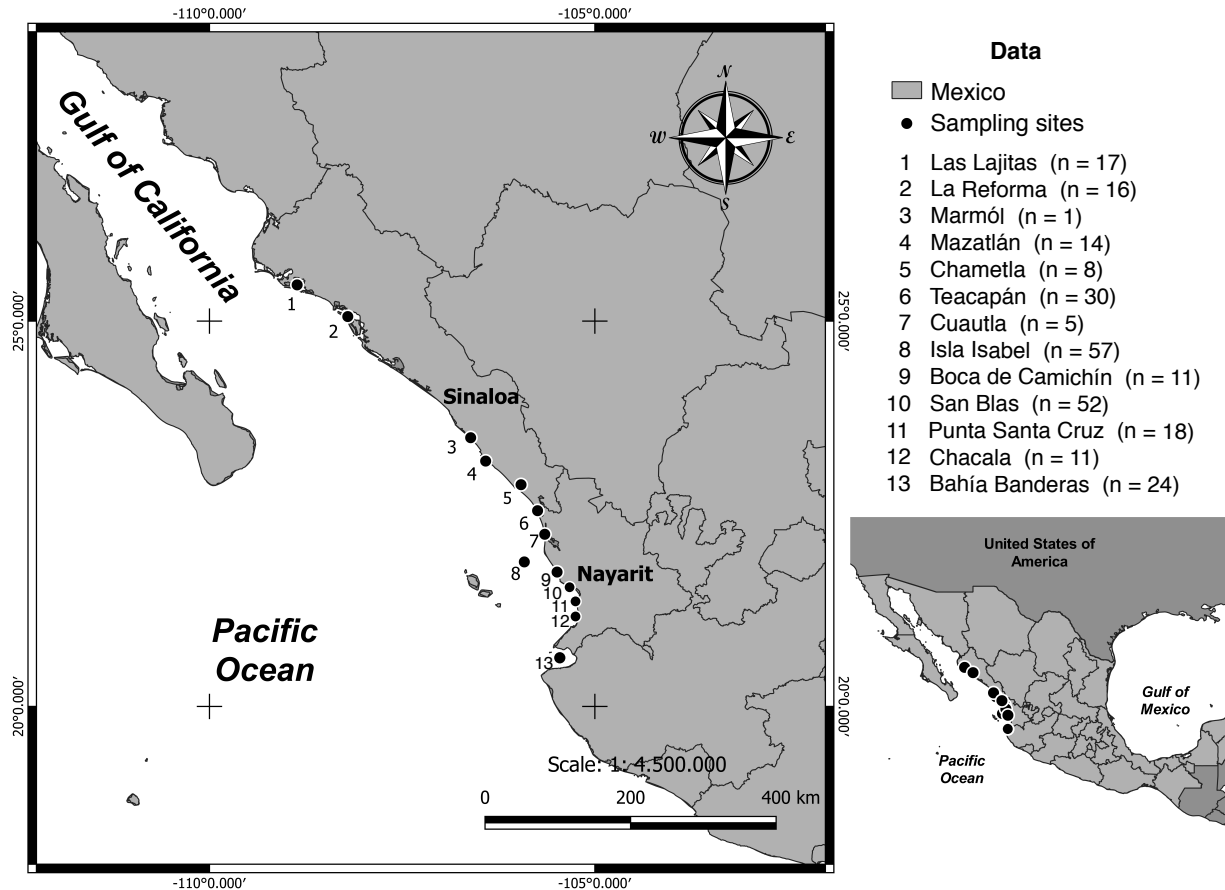 -110°0.000'
-105°0.000'
Gulf of California
N
W
E
S
25°0.000'
25°0.000'
1
2
Sinaloa
3
4
5
6
7
8
9
Nayarit
10
11
12
13
Pacific
Ocean
20°0.000'
20°0.000'
Scale: 1: 4.500.000
0
200
400 km
-110°0.000'
-105°0.000'
Data
Mexico
Sampling sites
1 Las Lajitas (n = 17)
2 La Reforma (n = 16)
3 Marmól (n = 1)
4 Mazatlán (n = 14)
5 Chametla (n = 8)
6 Teacapán (n = 30)
7 Cuautla (n = 5)
8 Isla Isabel (n = 57)
9 Boca de Camichín (n = 11)
10 San Blas (n = 52)
11 Punta Santa Cruz (n = 18)
12 Chacala (n = 11)
13 Bahía Banderas (n = 24)
United States of
America
Gulf of
Mexico
Pacific
Ocean